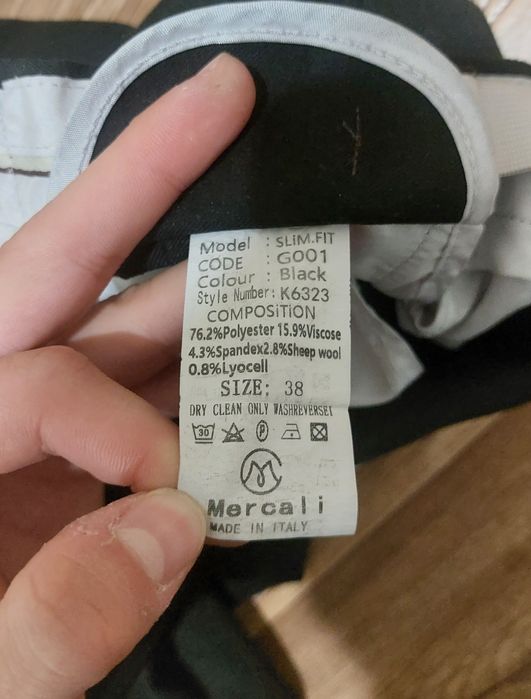 Model : SLiM.FIT
CODE : G001
Colour : Black
Style Number: K6323
COMPOSiTiON
76.2%Polyester 15.9%Viscose
4.3%Spandex2.8%Sheep wool
0.8%Lyocell
SIZE: 38
DRY CLEAN ONLY WASHREVERSET
30 P
Mercali
MADE IN ITALY